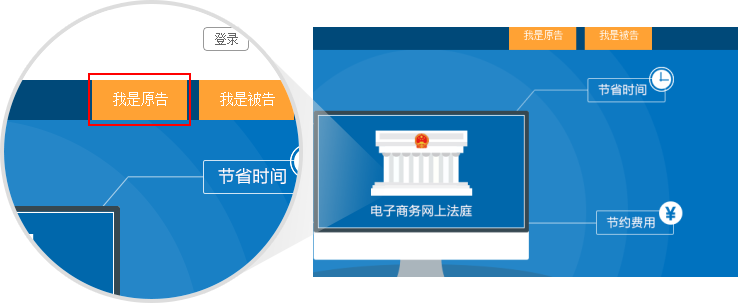 登录
我是原告
我是被告
节省时间
我是原告
我是被告
节省时间
电子商务网上法庭
节约费用
¥